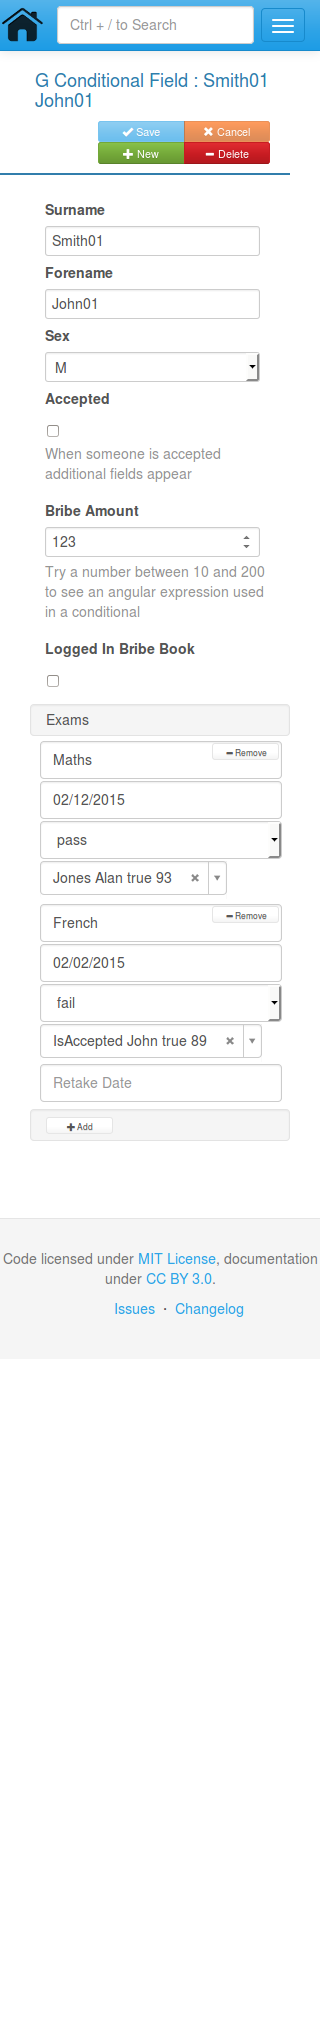 Ctrl + / to Search
G Conditional Field : Smith01
John01
Save Cancel
New Delete
Surname
Smith01
Forename
John01
Sex
M
Accepted
When someone is accepted
additional fields appear
Bribe Amount
123
Try a number between 10 and 200
to see an angular expression used
in a conditional
Logged In Bribe Book
Exams
Remove
Maths
02/12/2015
pass
Jones Alan true 93
Remove
French
02/02/2015
fail
IsAccepted John true 89
Retake Date
Add
Code licensed under MIT License, documentation
under CC BY 3.0.
Issues · Changelog